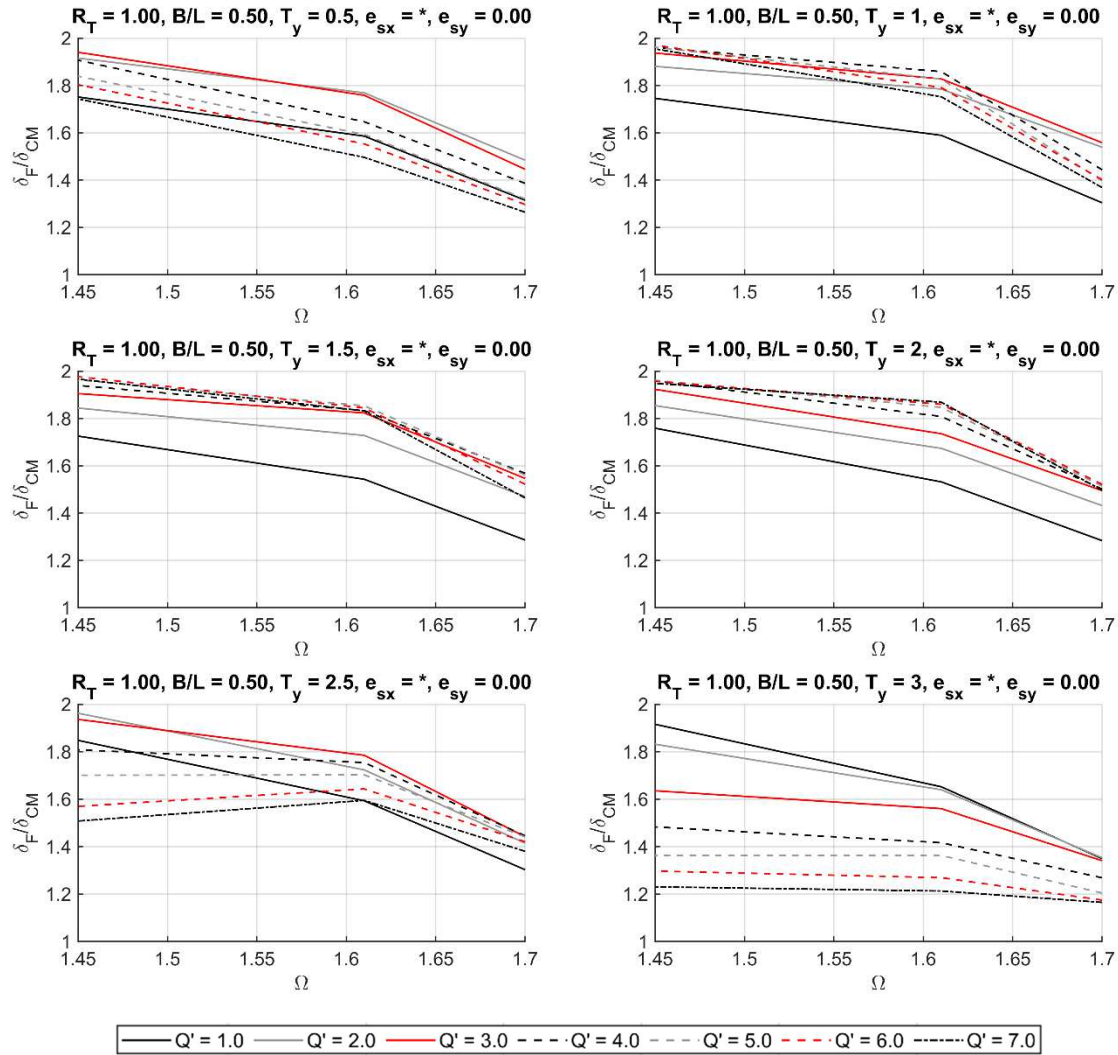 R_T = 1.00, B/L = 0.50, T_y = 0.5, e_sx = *, e_sy = 0.00
2
1.8
1.6
1.4
1.2
1
δ_F/δ_CM
1.45 1.5 1.55 1.6 1.65 1.7
Ω
R_T = 1.00, B/L = 0.50, T_y = 1, e_sx = *, e_sy = 0.00
2
1.8
1.6
1.4
1.2
1
δ_F/δ_CM
1.45 1.5 1.55 1.6 1.65 1.7
Ω
R_T = 1.00, B/L = 0.50, T_y = 1.5, e_sx = *, e_sy = 0.00
2
1.8
1.6
1.4
1.2
1
δ_F/δ_CM
1.45 1.5 1.55 1.6 1.65 1.7
Ω
R_T = 1.00, B/L = 0.50, T_y = 2, e_sx = *, e_sy = 0.00
2
1.8
1.6
1.4
1.2
1
δ_F/δ_CM
1.45 1.5 1.55 1.6 1.65 1.7
Ω
R_T = 1.00, B/L = 0.50, T_y = 2.5, e_sx = *, e_sy = 0.00
2
1.8
1.6
1.4
1.2
1
δ_F/δ_CM
1.45 1.5 1.55 1.6 1.65 1.7
Ω
R_T = 1.00, B/L = 0.50, T_y = 3, e_sx = *, e_sy = 0.00
2
1.8
1.6
1.4
1.2
1
δ_F/δ_CM
1.45 1.5 1.55 1.6 1.65 1.7
Ω
Q' = 1.0 Q' = 2.0 Q' = 3.0 Q' = 4.0 Q' = 5.0 Q' = 6.0 Q' = 7.0